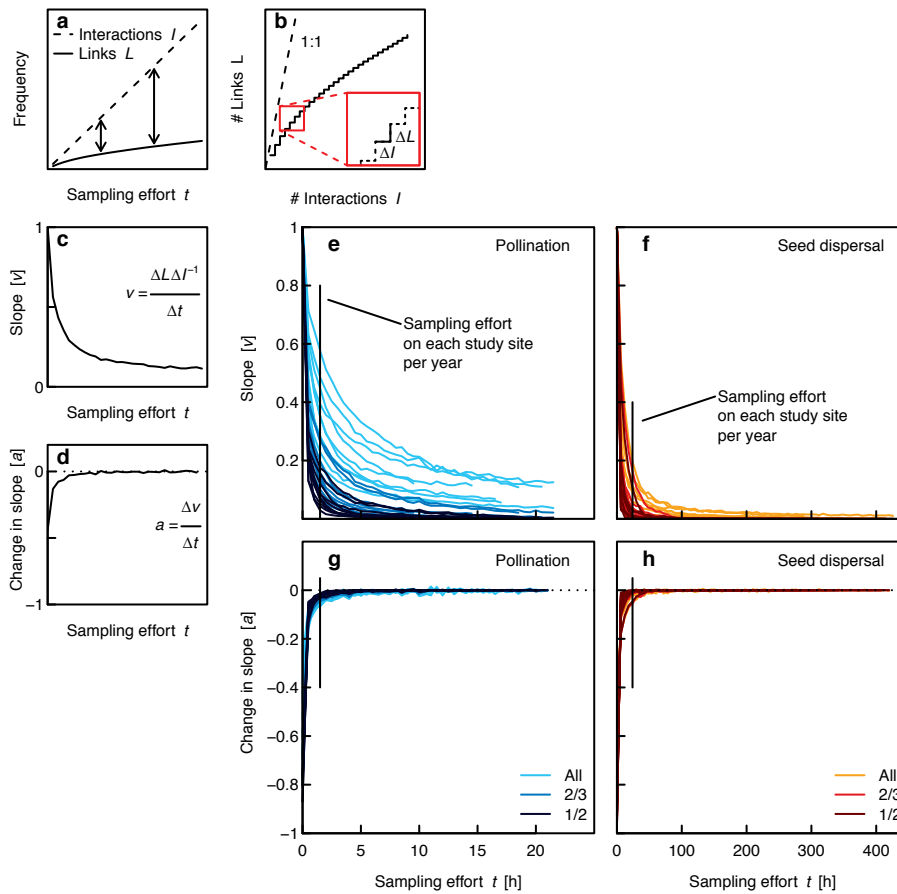 a
Interactions I
Links L
Frequency
Sampling effort t
b
1:1
ΔL
ΔI
# Links L
# Interactions I
c
1
0
Slope [v]
v = ΔLΔI⁻¹
Δt
Sampling effort t
d
0
−1
Change in slope [a]
a = Δv
Δt
Sampling effort t
e
Pollination
1
0.8
0.6
0.4
0.2
Slope [v]
Sampling effort
on each study site
per year
f
Seed dispersal
Sampling effort
on each study site
per year
g
Pollination
0
−0.2
−0.4
−0.6
−0.8
−1
Change in slope [a]
All
2/3
1/2
0
5
10
15
20
Sampling effort t [h]
h
Seed dispersal
All
2/3
1/2
0
100
200
300
400
Sampling effort t [h]